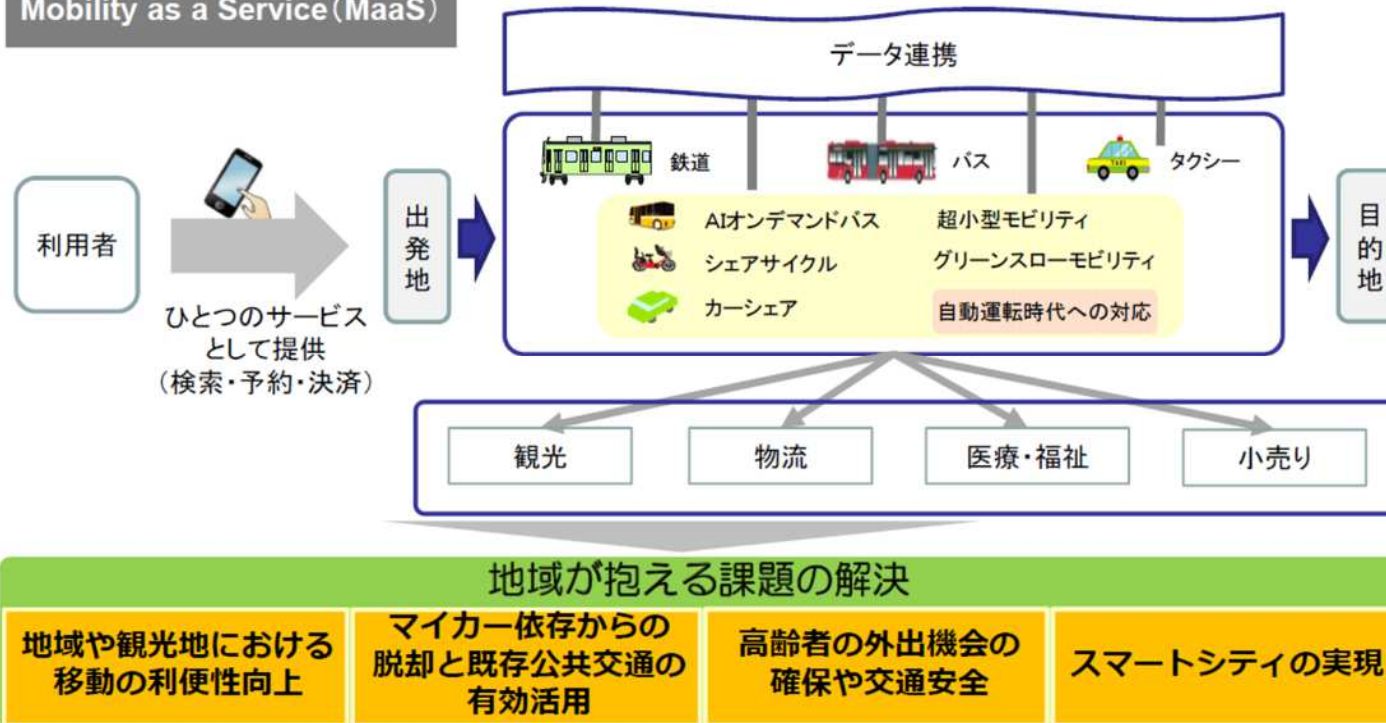 Mobility as a Service(MaaS)
データ連携
鉄道
バス
タクシー
TAXI
利用者
出発地
目的地
AIオンデマンドバス
超小型モビリティ
シェアサイクル
グリーンスローモビリティ
カーシェア
自動運転時代への対応
ひとつのサービス
として提供
(検索・予約・決済)
観光
物流
医療・福祉
小売り
地域が抱える課題の解決
地域や観光地における
移動の利便性向上
マイカー依存からの
脱却と既存公共交通の
有効活用
高齢者の外出機会の
確保や交通安全
スマートシティの実現